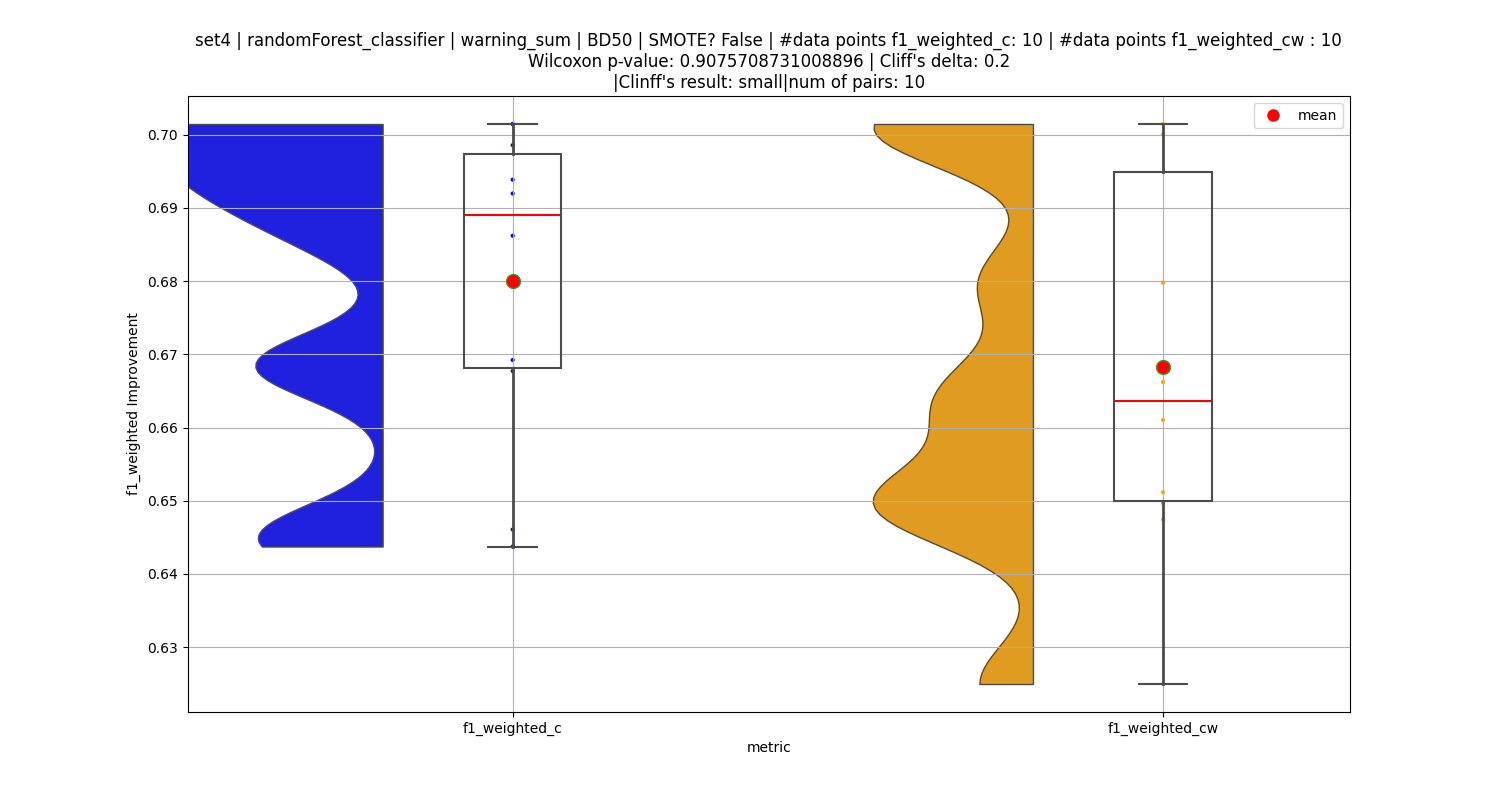 set4 | randomForest_classifier | warning_sum | BD50 | SMOTE? False | #data points f1_weighted_c: 10 | #data points f1_weighted_cw : 10
Wilcoxon p-value: 0.9075708731008896 | Cliff's delta: 0.2
|Clinff's result: small|num of pairs: 10
mean
0.70
0.69
0.68
0.67
0.66
0.65
0.64
0.63
f1_weighted Improvement
f1_weighted_c
f1_weighted_cw
metric